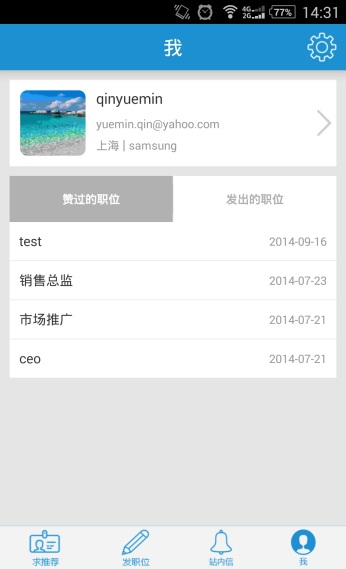 4G
2G
77%
14:31
我
qinyuemin
yuemin.qin@yahoo.com
上海 | samsung
赞过的职位
发出的职位
test
2014-09-16
销售总监
2014-07-23
市场推广
2014-07-21
ceo
2014-07-21
求推荐
发职位
站内信
我